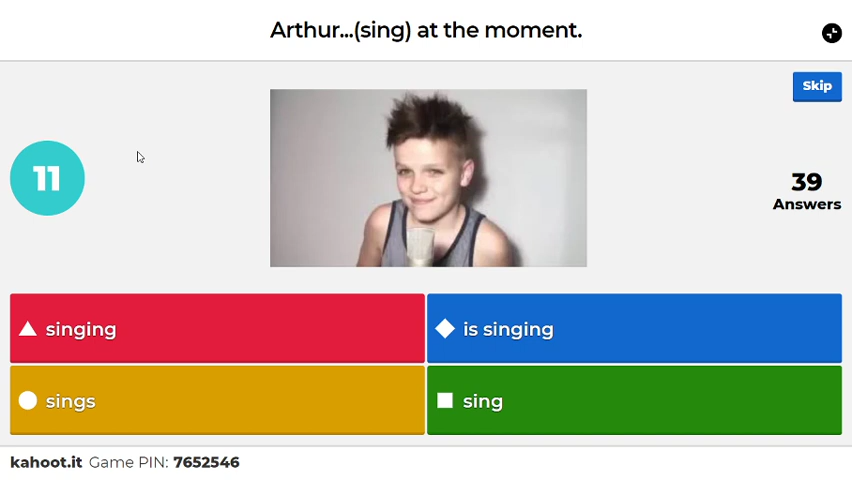 Arthur...(sing) at the moment.
Skip
11
39
Answers
singing
is singing
sings
sing
kahoot.it Game PIN: 7652546